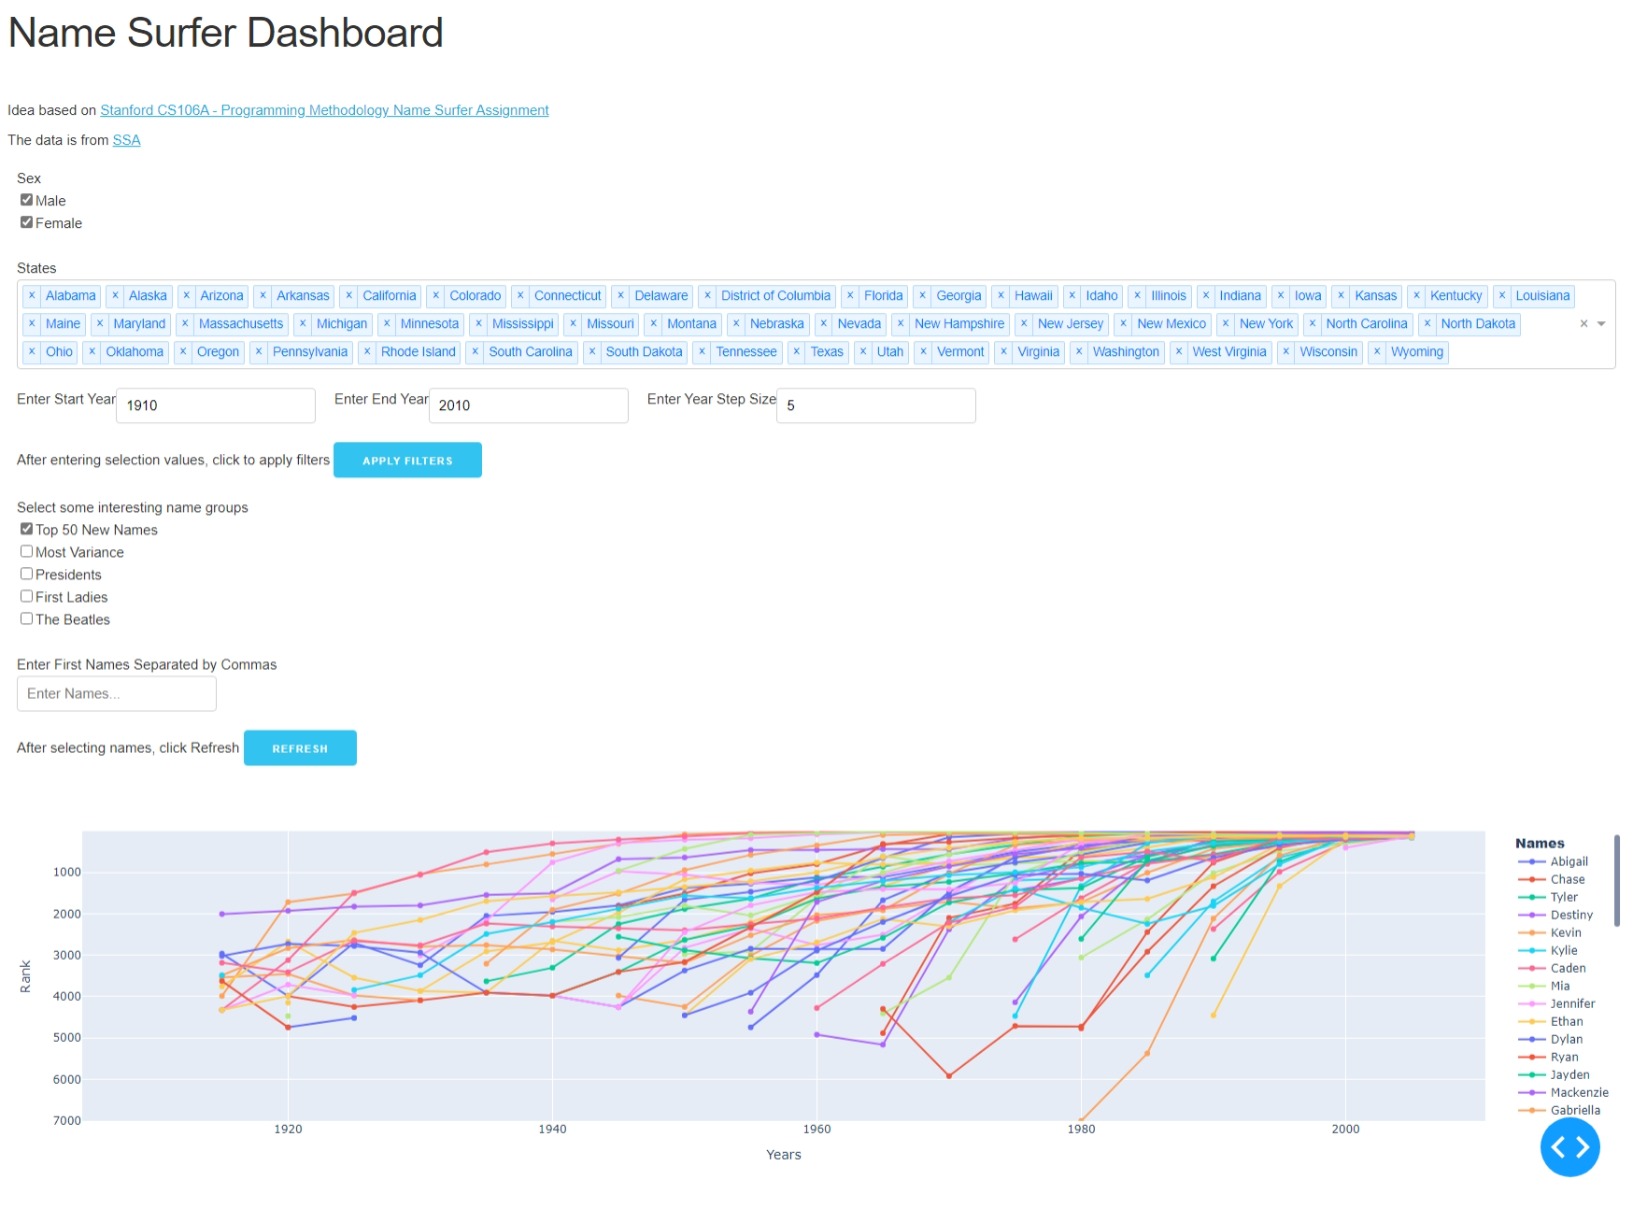 Name Surfer Dashboard
Idea based on Stanford CS106A - Programming Methodology Name Surfer Assignment
The data is from SSA
Sex
Male
Female
States
× Alabama × Alaska × Arizona × Arkansas × California × Colorado × Connecticut × Delaware × District of Columbia × Florida × Georgia × Hawaii × Idaho × Illinois × Indiana × Iowa × Kansas × Kentucky × Louisiana
× Maine × Maryland × Massachusetts × Michigan × Minnesota × Mississippi × Missouri × Montana × Nebraska × Nevada × New Hampshire × New Jersey × New Mexico × New York × North Carolina × North Dakota ×
× Ohio × Oklahoma × Oregon × Pennsylvania × Rhode Island × South Carolina × South Dakota × Tennessee × Texas × Utah × Vermont × Virginia × Washington × West Virginia × Wisconsin × Wyoming
Enter Start Year 1910 Enter End Year 2010 Enter Year Step Size 5
After entering selection values, click to apply filters APPLY FILTERS
Select some interesting name groups
Top 50 New Names
Most Variance
Presidents
First Ladies
The Beatles
Enter First Names Separated by Commas
Enter Names...
After selecting names, click Refresh REFRESH
Rank
1000
2000
3000
4000
5000
6000
7000
1920 1940 1960 1980 2000
Years
Names
Abigail
Chase
Tyler
Destiny
Kevin
Kylie
Caden
Mia
Jennifer
Ethan
Dylan
Ryan
Jayden
Mackenzie
Gabriella